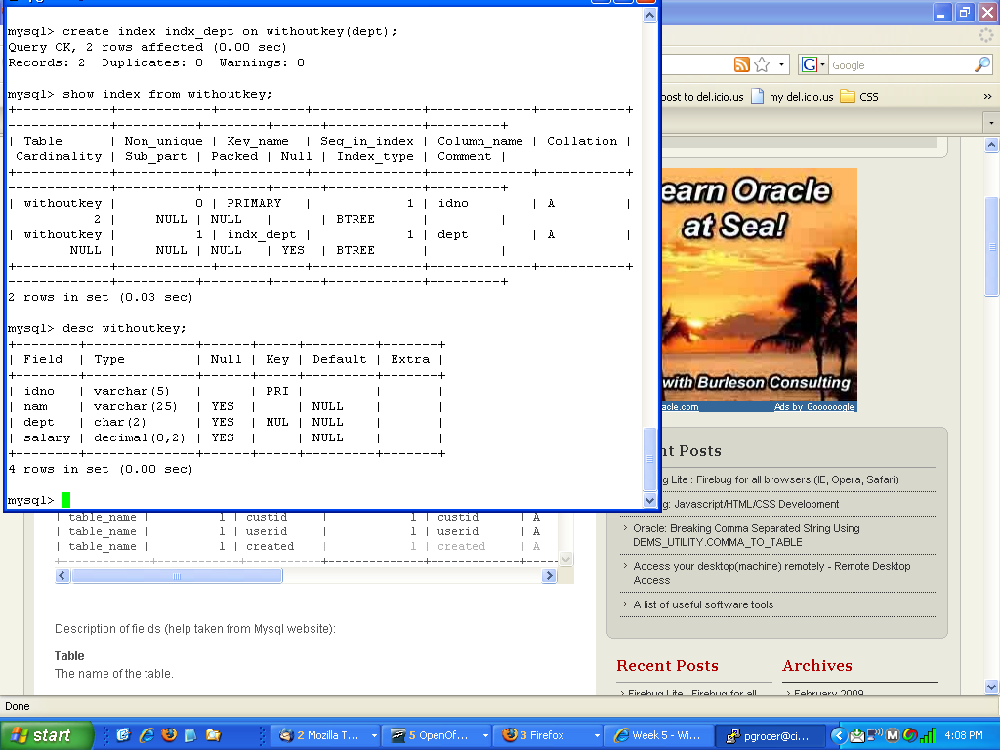 mysql> create index indx_dept on withoutkey(dept);
Query OK, 2 rows affected (0.00 sec)
Records: 2  Duplicates: 0  Warnings: 0
mysql> show index from withoutkey;
+-------------+------------+-----------+--------------+-------------+-----------+
-------------+----------+--------+------+------------+---------+
| Table       | Non_unique | Key_name  | Seq_in_index | Column_name | Collation |
 Cardinality | Sub_part | Packed | Null | Index_type | Comment |
+-------------+------------+-----------+--------------+-------------+-----------+
-------------+----------+--------+------+------------+---------+
| withoutkey |          0 | PRIMARY   |            1 | idno        | A         |
           2 |     NULL | NULL   |      | BTREE      |         |
| withoutkey |          1 | indx_dept |            1 | dept        | A         |
        NULL |     NULL | NULL   | YES  | BTREE      |         |
+-------------+------------+-----------+--------------+-------------+-----------+
-------------+----------+--------+------+------------+---------+
2 rows in set (0.03 sec)
mysql> desc withoutkey;
+--------+--------------+------+-----+---------+-------+
| Field  | Type         | Null | Key | Default | Extra |
+--------+--------------+------+-----+---------+-------+
| idno   | varchar(5)   |      | PRI |         |       |
| nam    | varchar(25)  | YES  |     | NULL    |       |
| dept   | char(2)      | YES  | MUL | NULL    |       |
| salary | decimal(8,2) | YES  |     | NULL    |       |
+--------+--------------+------+-----+---------+-------+
4 rows in set (0.00 sec)
mysql>
G Google
post to del.icio.us my del.icio.us CSS »
earn Oracle
at Sea!
with Burleson Consulting
acle.com Ads by Goooooogle
nt Posts
g Lite : Firebug for all browsers (IE, Opera, Safari)
g: Javascript/HTML/CSS Development
› Oracle: Breaking Comma Separated String Using
DBMS_UTILITY.COMMA_TO_TABLE
› Access your desktop(machine) remotely - Remote Desktop
Access
› A list of useful software tools
table_name | 1 | custid | 1 | custid | A
table_name | 1 | userid | 1 | userid | A
table_name | 1 | created | 1 | created | A
Description of fields (help taken from Mysql website):
Table
The name of the table.
Recent Posts Archives
› Firebug Lite : Firebug for all › February 2009
Done
start 2 Mozilla T... 5 OpenOf... 3 Firefox Week 5 - Wi... pgrocer@ci... M 4:08 PM